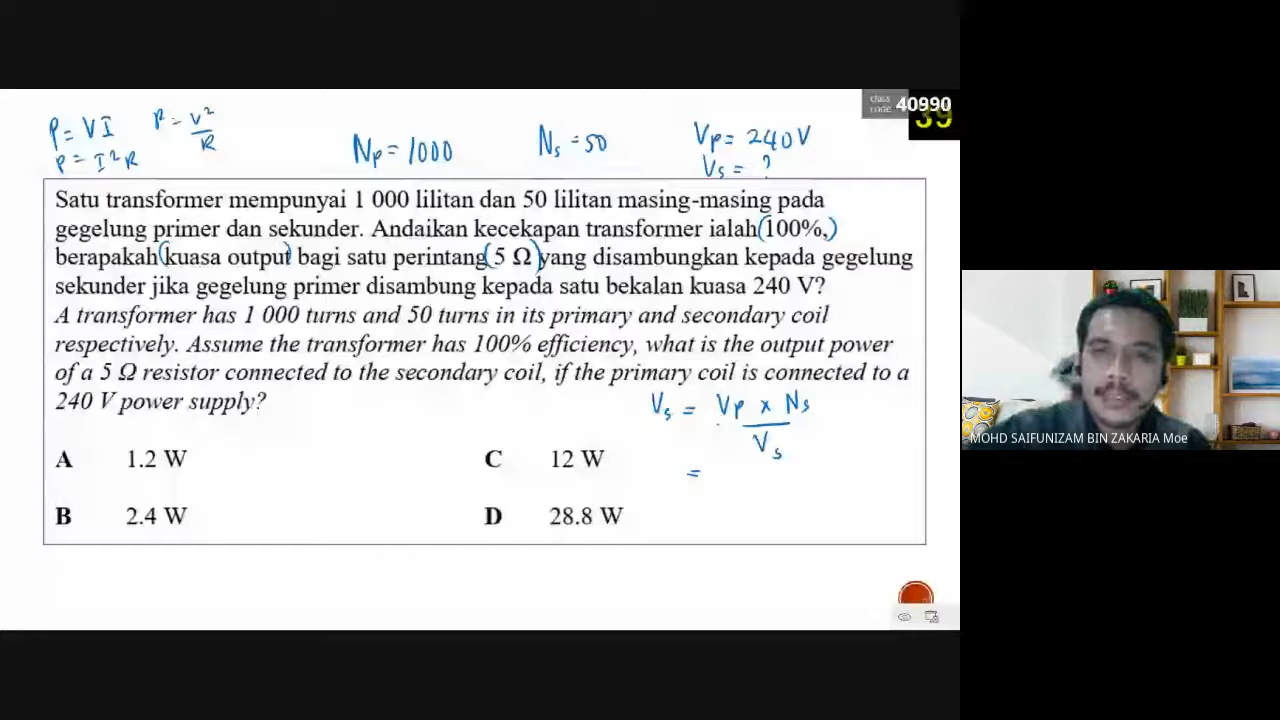 class code 40990
39
P = VI
P = V²/R
P = I²R
Np = 1000
Ns = 50
Vp = 240V
Vs = ?
Satu transformer mempunyai 1 000 lilitan dan 50 lilitan masing-masing pada
gegelung primer dan sekunder. Andaikan kecekapan transformer ialah (100%,)
berapakah (kuasa output) bagi satu perintang (5 Ω) yang disambungkan kepada gegelung
sekunder jika gegelung primer disambung kepada satu bekalan kuasa 240 V?
A transformer has 1 000 turns and 50 turns in its primary and secondary coil
respectively. Assume the transformer has 100% efficiency, what is the output power
of a 5 Ω resistor connected to the secondary coil, if the primary coil is connected to a
240 V power supply?
Vs = Vp x Ns
Vs
=
A 1.2 W
C 12 W
B 2.4 W
D 28.8 W
MOHD SAIFUNIZAM BIN ZAKARIA Moe